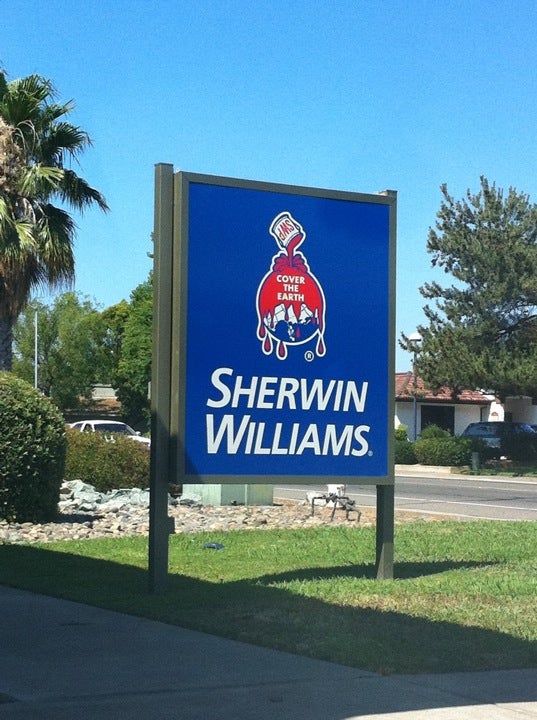 SWP
COVER
THE
EARTH
®
SHERWIN
WILLIAMS®